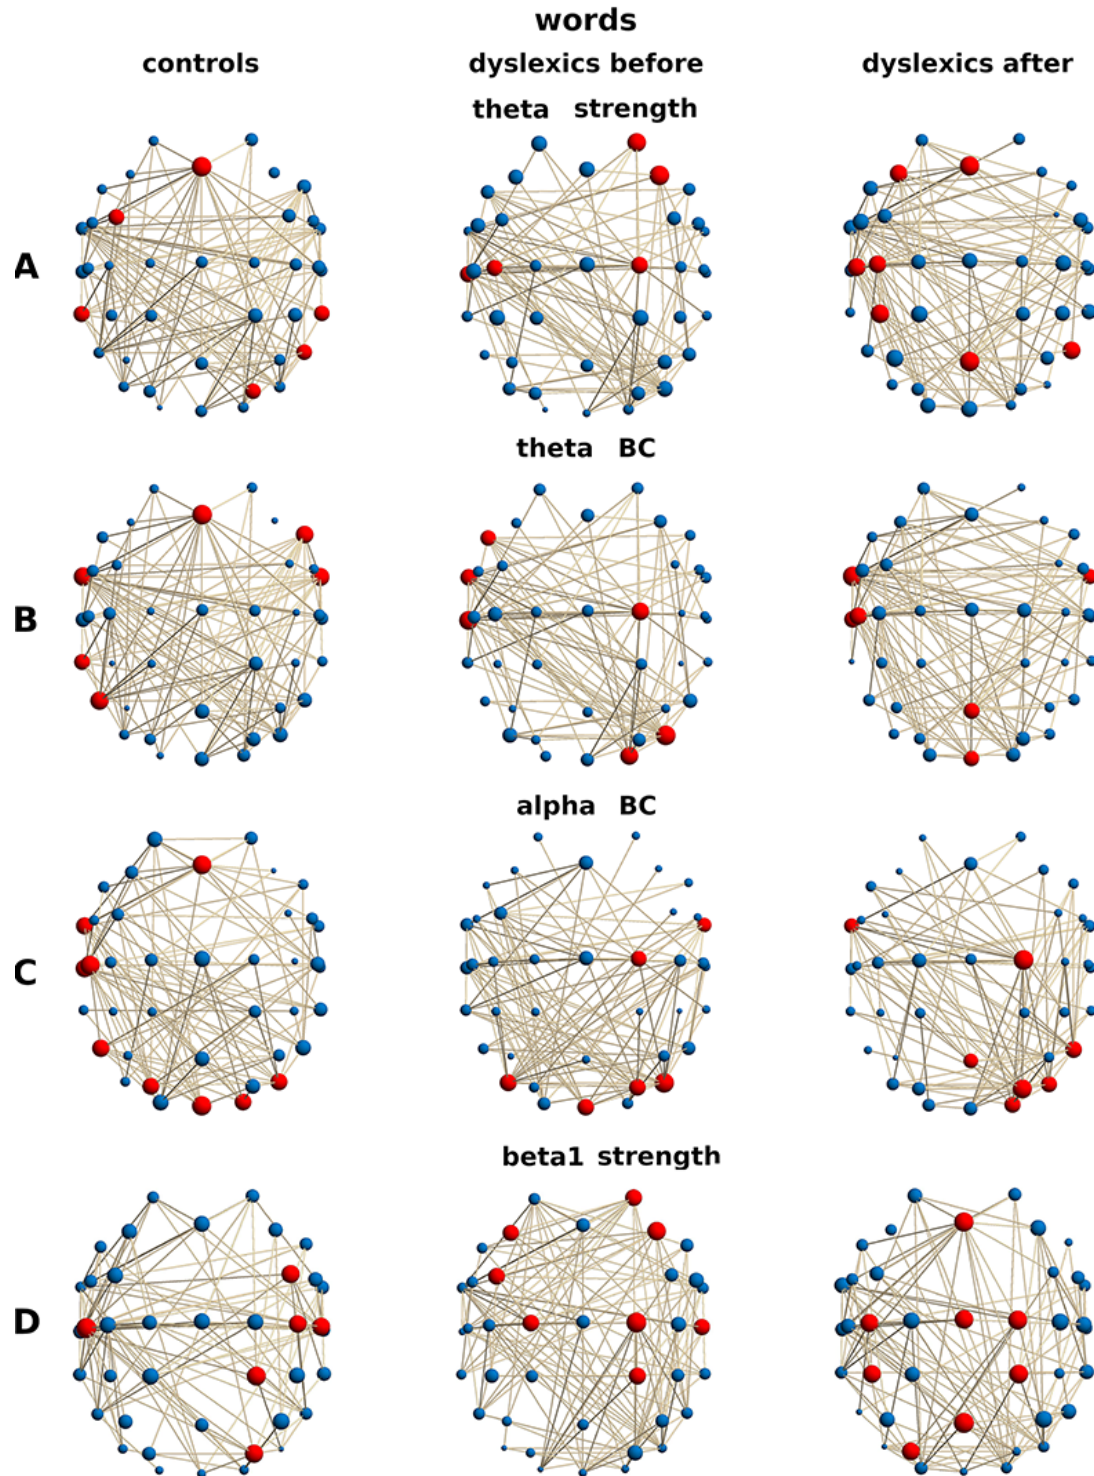 words
controls dyslexics before dyslexics after
theta strength
A
theta BC
B
alpha BC
C
beta1 strength
D